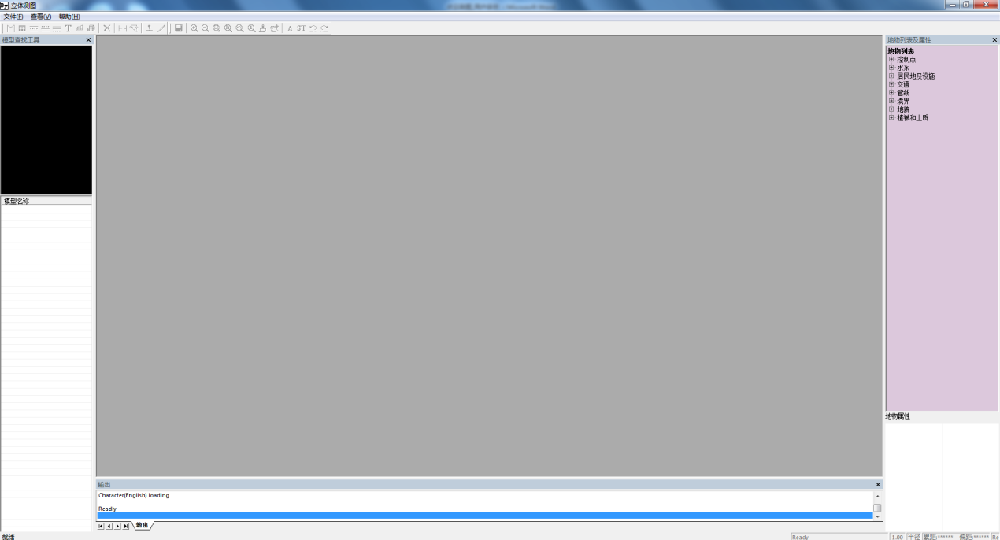 立体测图
文件(F) 查看(V) 帮助(H)
T A ST
模型查找工具
模型名称
地物列表及属性
地物列表
控制点
水系
居民地及设施
交通
管线
境界
地貌
植被和土质
地物属性
输出
Character(English) loading
Readly
输出
就绪
Ready 1.00 半径 累距:****** 偏距:****** Re